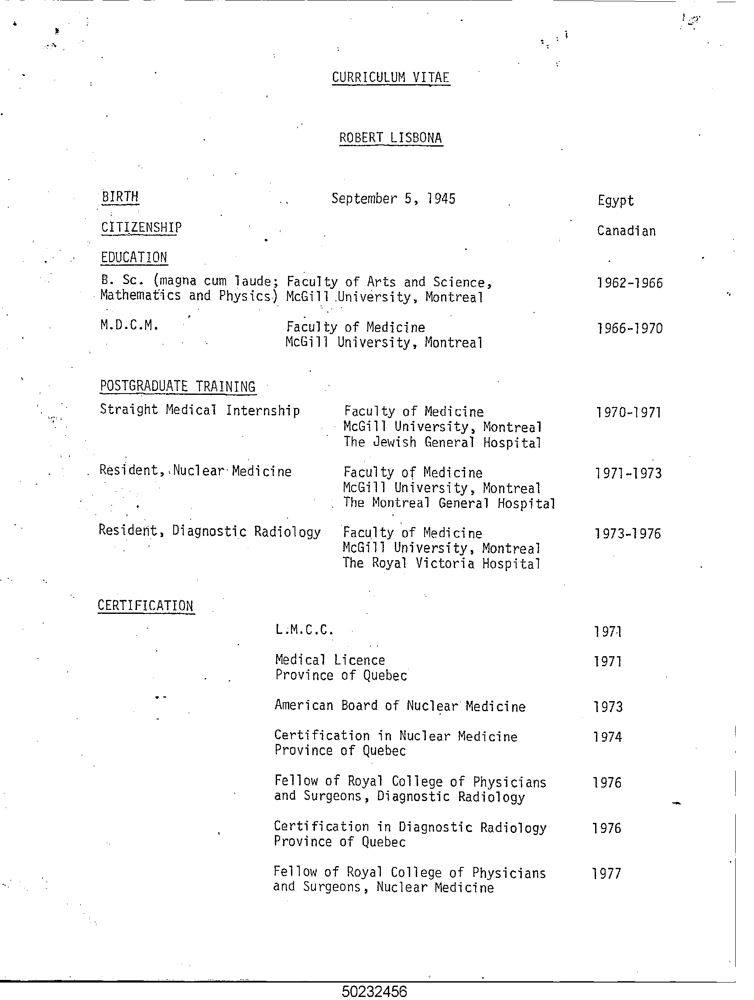 CURRICULUM VITAE
ROBERT LISBONA
BIRTH September 5, 1945 Egypt
CITIZENSHIP Canadian
EDUCATION
B. Sc. (magna cum laude; Faculty of Arts and Science, 1962-1966
Mathematics and Physics) McGill University, Montreal
M.D.C.M. Faculty of Medicine 1966-1970
McGill University, Montreal
POSTGRADUATE TRAINING
Straight Medical Internship Faculty of Medicine 1970-1971
McGill University, Montreal
The Jewish General Hospital
Resident, Nuclear Medicine Faculty of Medicine 1971-1973
McGill University, Montreal
The Montreal General Hospital
Resident, Diagnostic Radiology Faculty of Medicine 1973-1976
McGill University, Montreal
The Royal Victoria Hospital
CERTIFICATION
L.M.C.C. 1971
Medical Licence 1971
Province of Quebec
American Board of Nuclear Medicine 1973
Certification in Nuclear Medicine 1974
Province of Quebec
Fellow of Royal College of Physicians 1976
and Surgeons, Diagnostic Radiology
Certification in Diagnostic Radiology 1976
Province of Quebec
Fellow of Royal College of Physicians 1977
and Surgeons, Nuclear Medicine
50232456